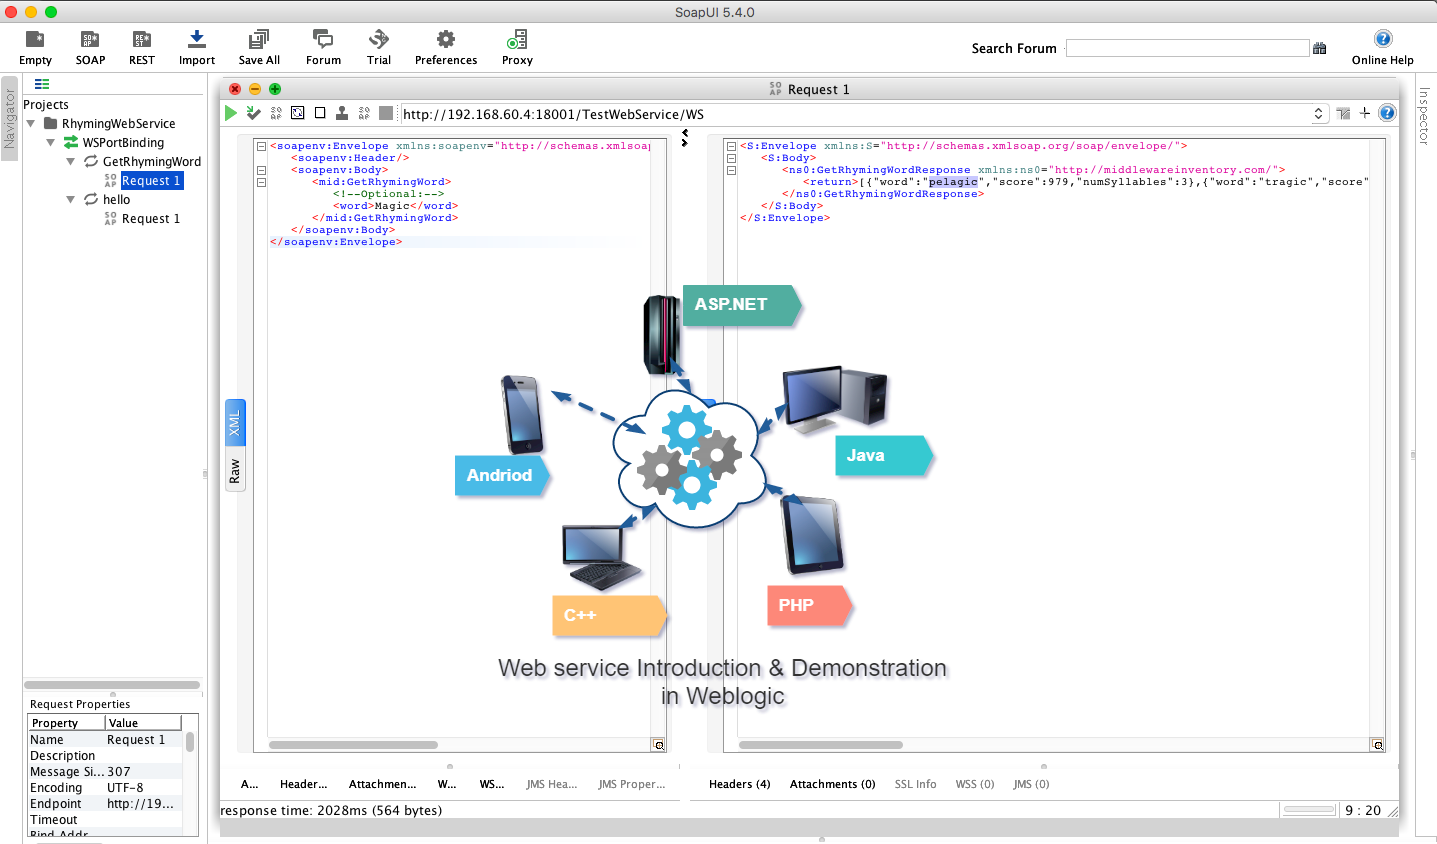 SoapUI 5.4.0
Empty SOAP REST Import Save All Forum Trial Preferences Proxy
Search Forum
Online Help
Navigator
Inspector
Projects
RhymingWebService
WSPortBinding
GetRhymingWord
Request 1
hello
Request 1
Request 1
http://192.168.60.4:18001/TestWebService/WS
<soapenv:Envelope xmlns:soapenv="http://schemas.xmlsoap
<soapenv:Header/>
<soapenv:Body>
<mid:GetRhymingWord>
<!--Optional:-->
<word>Magic</word>
</mid:GetRhymingWord>
</soapenv:Body>
</soapenv:Envelope>
<S:Envelope xmlns:S="http://schemas.xmlsoap.org/soap/envelope/">
<S:Body>
<ns0:GetRhymingWordResponse xmlns:ns0="http://middlewareinventory.com/">
<return>[{"word":"pelagic","score":979,"numSyllables":3},{"word":"tragic","score"
</ns0:GetRhymingWordResponse>
</S:Body>
</S:Envelope>
XML
Raw
ASP.NET
Java
Andriod
C++
PHP
Web service Introduction & Demonstration
in Weblogic
Request Properties
Property Value
Name Request 1
Description
Message Si... 307
Encoding UTF-8
Endpoint http://19...
Timeout
Bind Addr
A... Header... Attachmen... W... WS... JMS Hea... JMS Proper...
Headers (4) Attachments (0) SSL Info WSS (0) JMS (0)
response time: 2028ms (564 bytes)
9 : 20